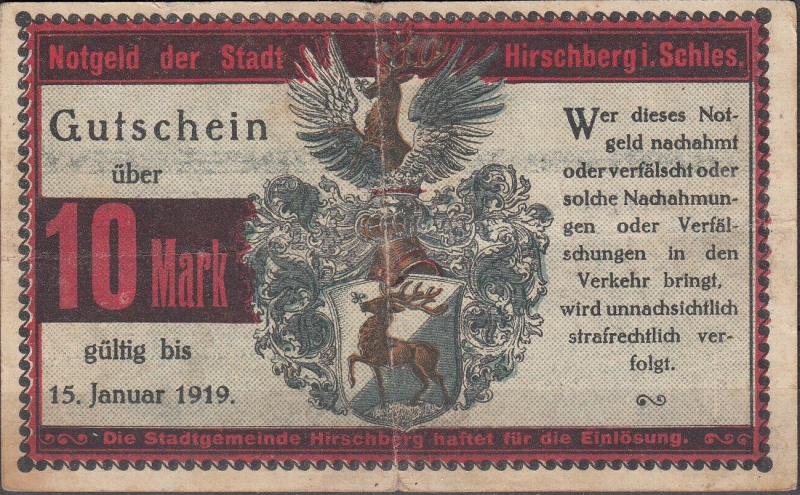 Notgeld der Stadt Hirschberg i. Schles.
Gutschein
über
10 Mark
gültig bis
15. Januar 1919.
Wer dieses Not-
geld nachahmt
oder verfälscht oder
solche Nachahmun-
gen oder Verfäl-
schungen in den
Verkehr bringt,
wird unnachsichtlich
strafrechtlich ver-
folgt.
Die Stadtgemeinde Hirschberg haftet für die Einlösung.